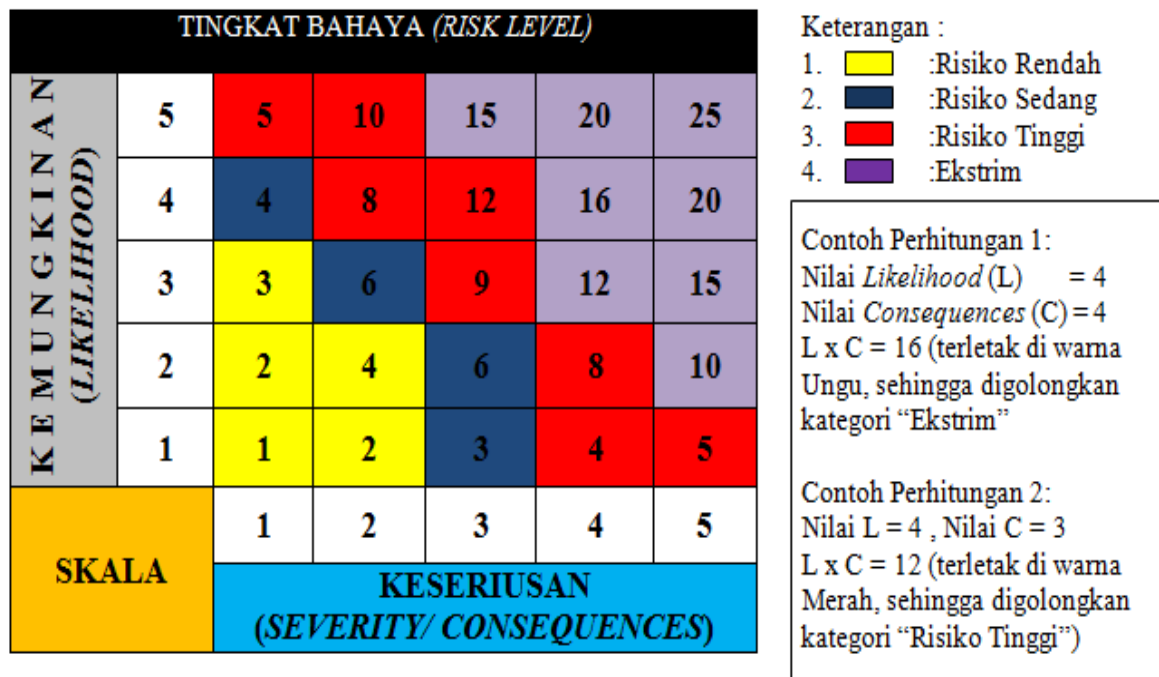 TINGKAT BAHAYA (RISK LEVEL)
KEMUNGKINAN
(LIKELIHOOD)
5 5 10 15 20 25
4 4 8 12 16 20
3 3 6 9 12 15
2 2 4 6 8 10
1 1 2 3 4 5
SKALA
1 2 3 4 5
KESERIUSAN
(SEVERITY/ CONSEQUENCES)
Keterangan :
1. :Risiko Rendah
2. :Risiko Sedang
3. :Risiko Tinggi
4. :Ekstrim
Contoh Perhitungan 1:
Nilai Likelihood (L) = 4
Nilai Consequences (C) = 4
L x C = 16 (terletak di warna
Ungu, sehingga digolongkan
kategori “Ekstrim”
Contoh Perhitungan 2:
Nilai L = 4 , Nilai C = 3
L x C = 12 (terletak di warna
Merah, sehingga digolongkan
kategori “Risiko Tinggi”)